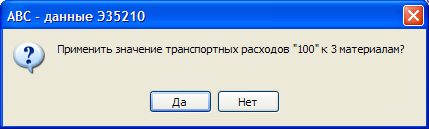 АВС - данные Э35210
Применить значение транспортных расходов "100" к 3 материалам?
Да
Нет